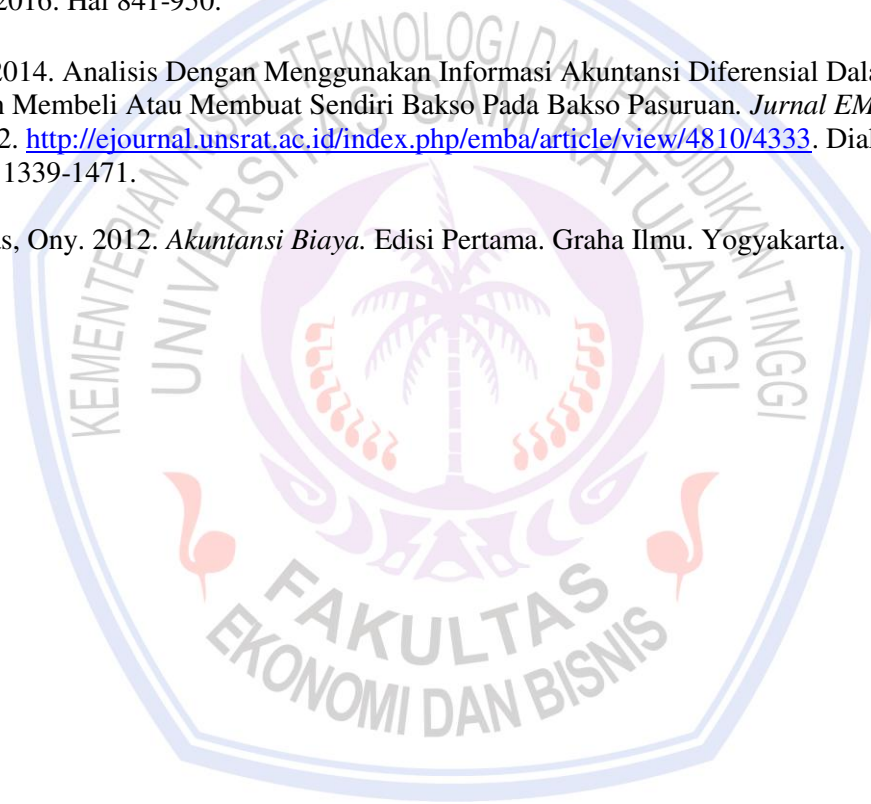 2016. Hal 841-950.
2014. Analisis Dengan Menggunakan Informasi Akuntansi Diferensial Dala
Membeli Atau Membuat Sendiri Bakso Pada Bakso Pasuruan. Jurnal EM
2. http://ejournal.unsrat.ac.id/index.php/emba/article/view/4810/4333. Dial
1339-1471.
s, Ony. 2012. Akuntansi Biaya. Edisi Pertama. Graha Ilmu. Yogyakarta.
KEMENTERIAN RISET TEKNOLOGI DAN PENDIDIKAN TINGGI
UNIVERSITAS SAM RATULANGI
FAKULTAS
EKONOMI DAN BISNIS